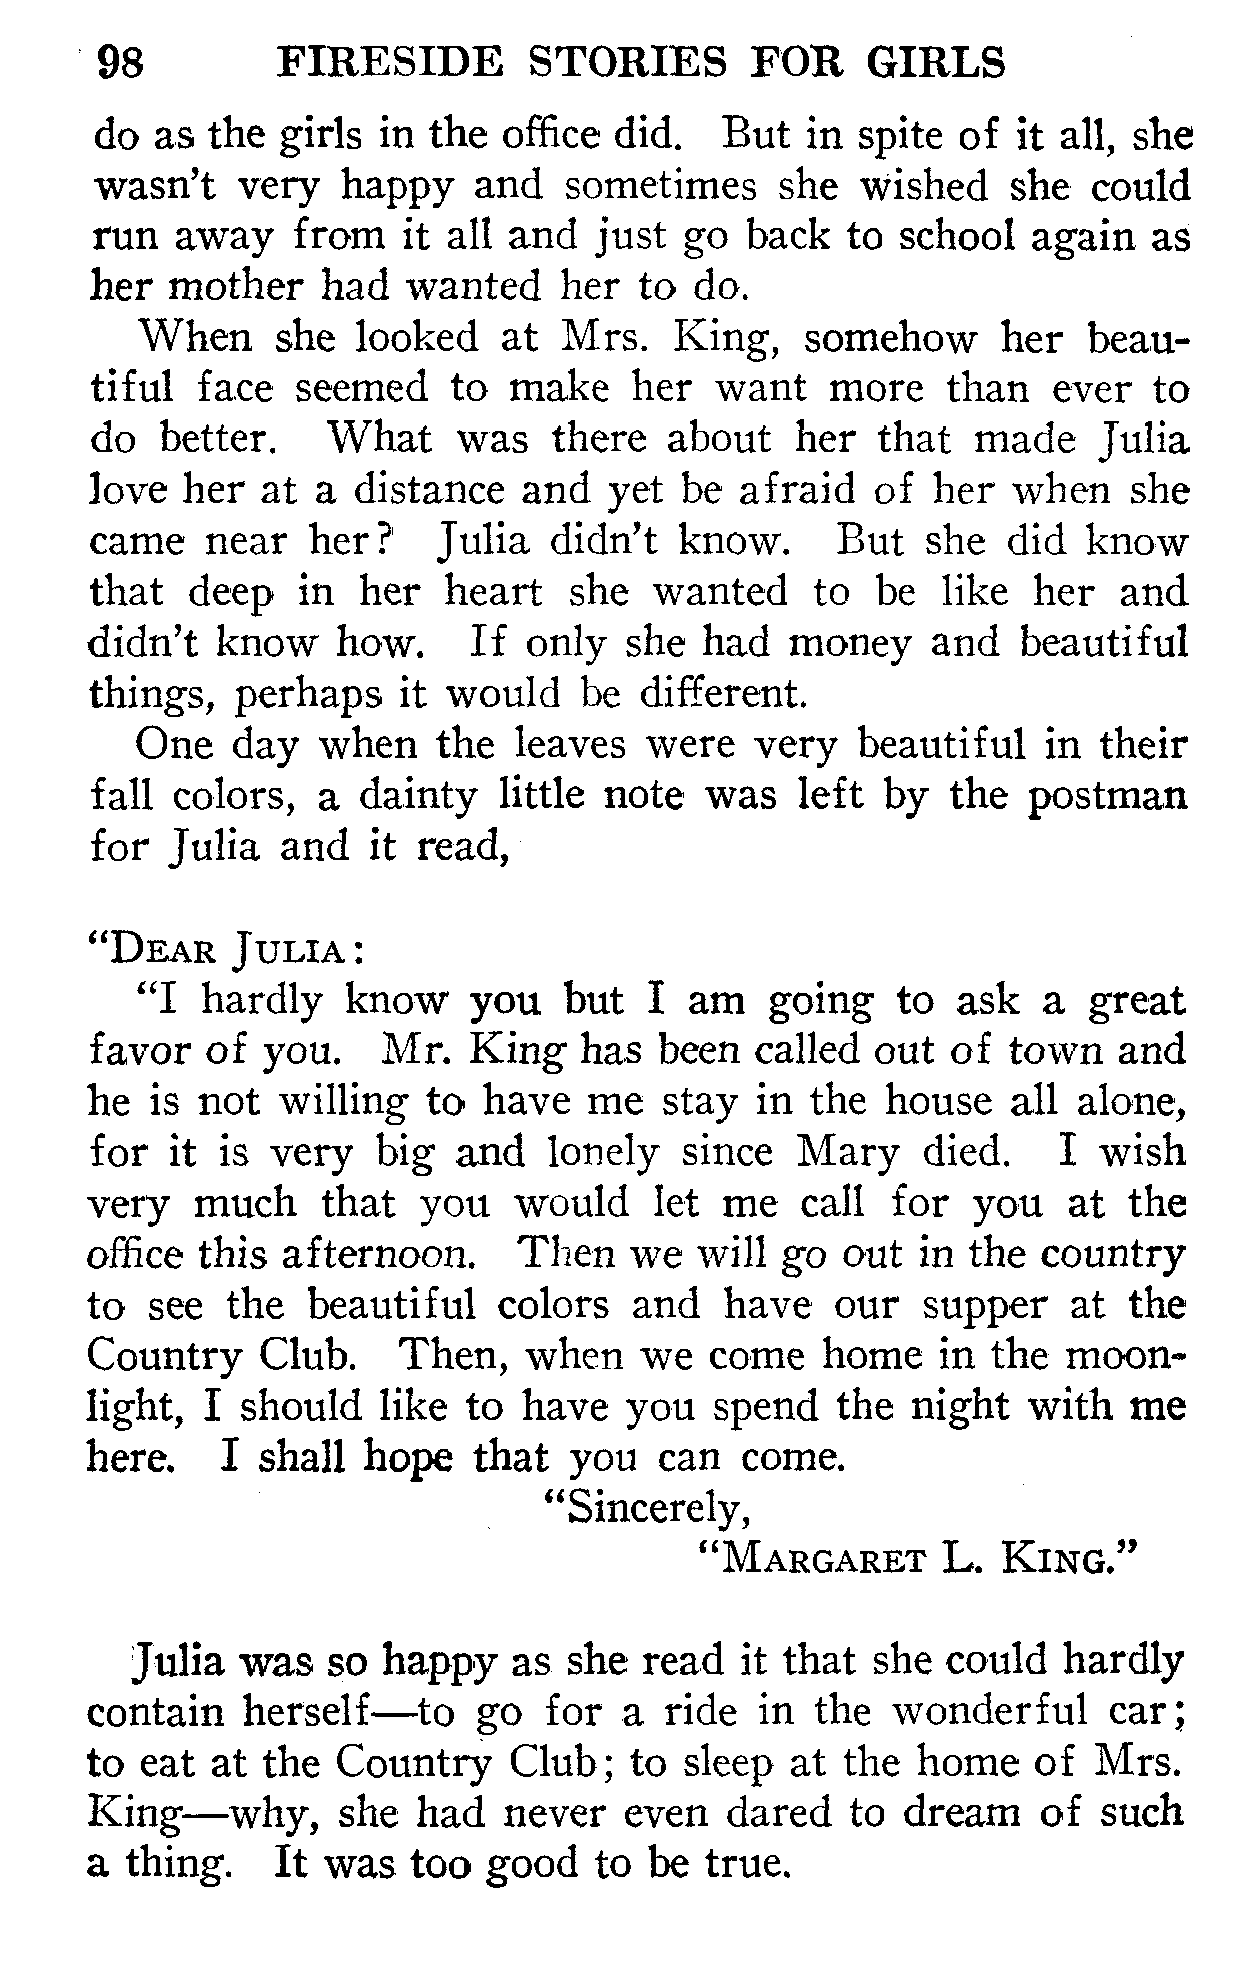 98 FIRESIDE STORIES FOR GIRLS
do as the girls in the office did. But in spite of it all, she
wasn't very happy and sometimes she wished she could
run away from it all and just go back to school again as
her mother had wanted her to do.
When she looked at Mrs. King, somehow her beau-
tiful face seemed to make her want more than ever to
do better. What was there about her that made Julia
love her at a distance and yet be afraid of her when she
came near her? Julia didn't know. But she did know
that deep in her heart she wanted to be like her and
didn't know how. If only she had money and beautiful
things, perhaps it would be different.
One day when the leaves were very beautiful in their
fall colors, a dainty little note was left by the postman
for Julia and it read,
"DEAR JULIA:
"I hardly know you but I am going to ask a great
favor of you. Mr. King has been called out of town and
he is not willing to have me stay in the house all alone,
for it is very big and lonely since Mary died. I wish
very much that you would let me call for you at the
office this afternoon. Then we will go out in the country
to see the beautiful colors and have our supper at the
Country Club. Then, when we come home in the moon-
light, I should like to have you spend the night with me
here. I shall hope that you can come.
"Sincerely,
"MARGARET L. KING."
Julia was so happy as she read it that she could hardly
contain herself—to go for a ride in the wonderful car;
to eat at the Country Club; to sleep at the home of Mrs.
King—why, she had never even dared to dream of such
a thing. It was too good to be true.